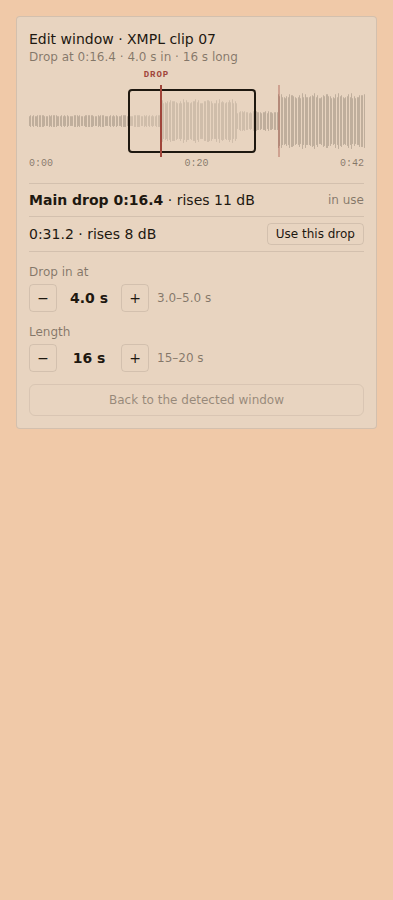 Edit window · XMPL clip 07
Drop at 0:16.4 · 4.0 s in · 16 s long
DROP
0:00 0:20 0:42
Main drop 0:16.4 · rises 11 dB in use
0:31.2 · rises 8 dB Use this drop
Drop in at
− 4.0 s + 3.0–5.0 s
Length
− 16 s + 15–20 s
Back to the detected window